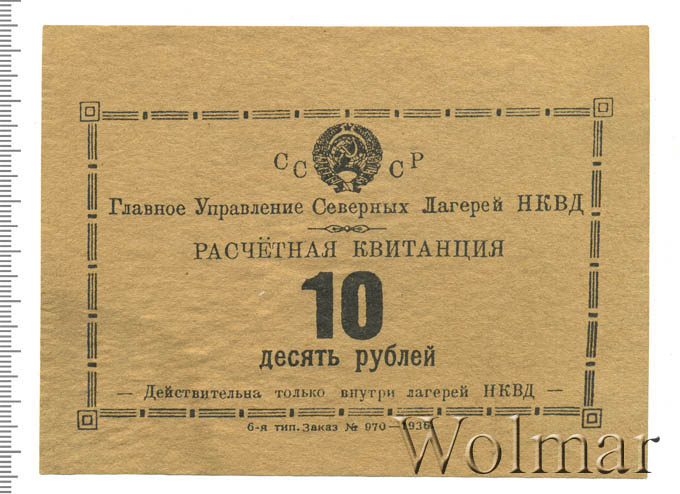 СССР
Главное Управление Северных Лагерей НКВД
РАСЧЁТНАЯ КВИТАНЦИЯ
10
десять рублей
— Действительна только внутри лагерей НКВД —
6-я тип. Заказ № 970—1936
Wolmar